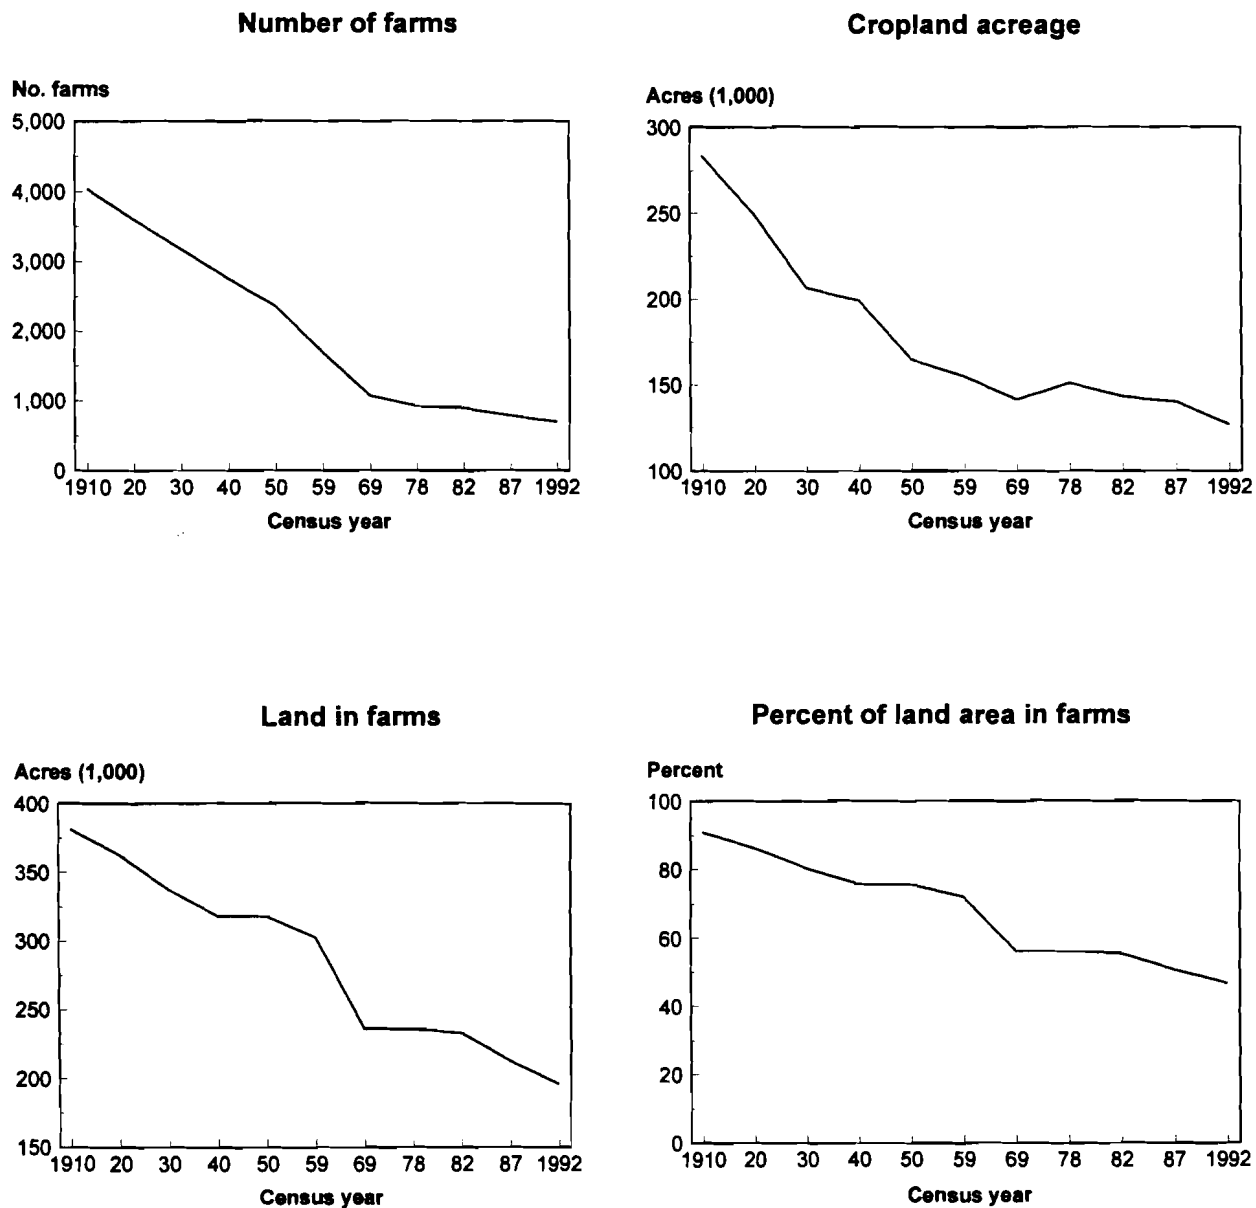 Number of farms
No. farms
5,000
4,000
3,000
2,000
1,000
0
1910 20 30 40 50 59 69 78 82 87 1992
Census year
Cropland acreage
Acres (1,000)
300
250
200
150
100
1910 20 30 40 50 59 69 78 82 87 1992
Census year
Land in farms
Acres (1,000)
400
350
300
250
200
150
1910 20 30 40 50 59 69 78 82 87 1992
Census year
Percent of land area in farms
Percent
100
80
60
40
20
0
1910 20 30 40 50 59 69 78 82 87 1992
Census year